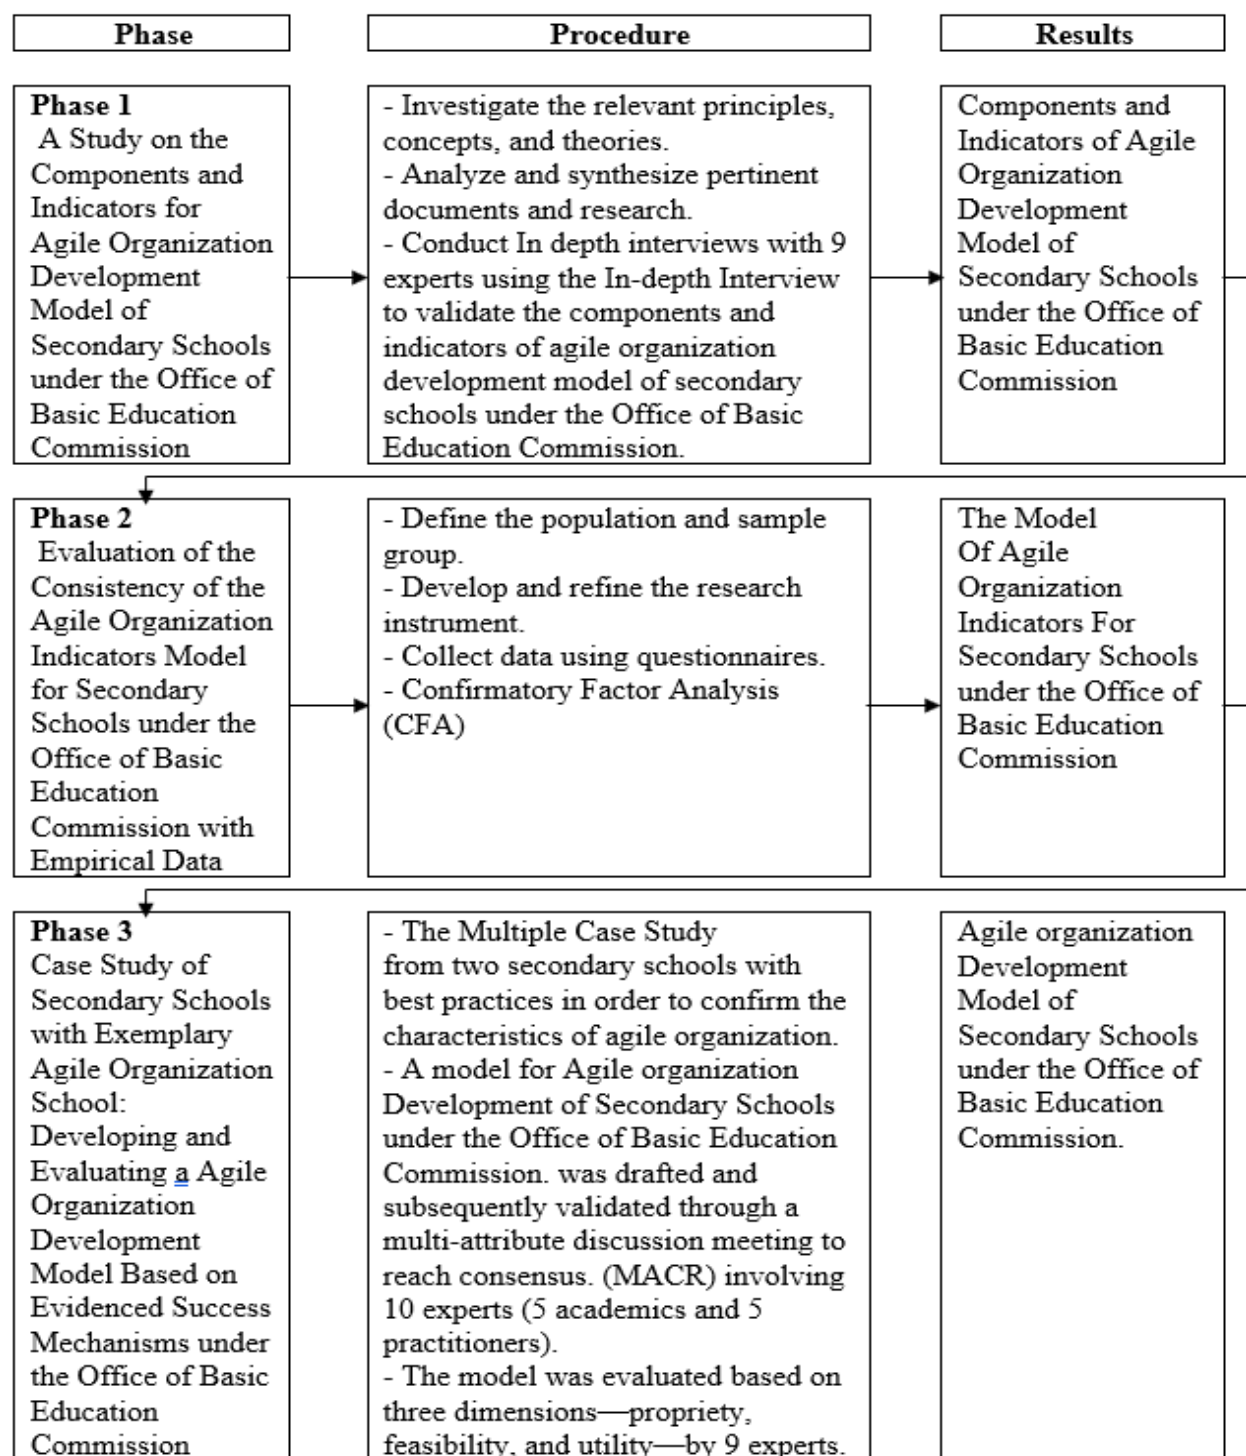 Phase
Procedure
Results
Phase 1
A Study on the
Components and
Indicators for
Agile Organization
Development
Model of
Secondary Schools
under the Office of
Basic Education
Commission
- Investigate the relevant principles,
concepts, and theories.
- Analyze and synthesize pertinent
documents and research.
- Conduct In depth interviews with 9
experts using the In-depth Interview
to validate the components and
indicators of agile organization
development model of secondary
schools under the Office of Basic
Education Commission.
Components and
Indicators of Agile
Organization
Development
Model of
Secondary Schools
under the Office of
Basic Education
Commission
Phase 2
Evaluation of the
Consistency of the
Agile Organization
Indicators Model
for Secondary
Schools under the
Office of Basic
Education
Commission with
Empirical Data
- Define the population and sample
group.
- Develop and refine the research
instrument.
- Collect data using questionnaires.
- Confirmatory Factor Analysis
(CFA)
The Model
Of Agile
Organization
Indicators For
Secondary Schools
under the Office of
Basic Education
Commission
Phase 3
Case Study of
Secondary Schools
with Exemplary
Agile Organization
School:
Developing and
Evaluating a Agile
Organization
Development
Model Based on
Evidenced Success
Mechanisms under
the Office of Basic
Education
Commission
- The Multiple Case Study
from two secondary schools with
best practices in order to confirm the
characteristics of agile organization.
- A model for Agile organization
Development of Secondary Schools
under the Office of Basic Education
Commission. was drafted and
subsequently validated through a
multi-attribute discussion meeting to
reach consensus. (MACR) involving
10 experts (5 academics and 5
practitioners).
- The model was evaluated based on
three dimensions—propriety,
feasibility, and utility—by 9 experts.
Agile organization
Development
Model of
Secondary Schools
under the Office of
Basic Education
Commission.